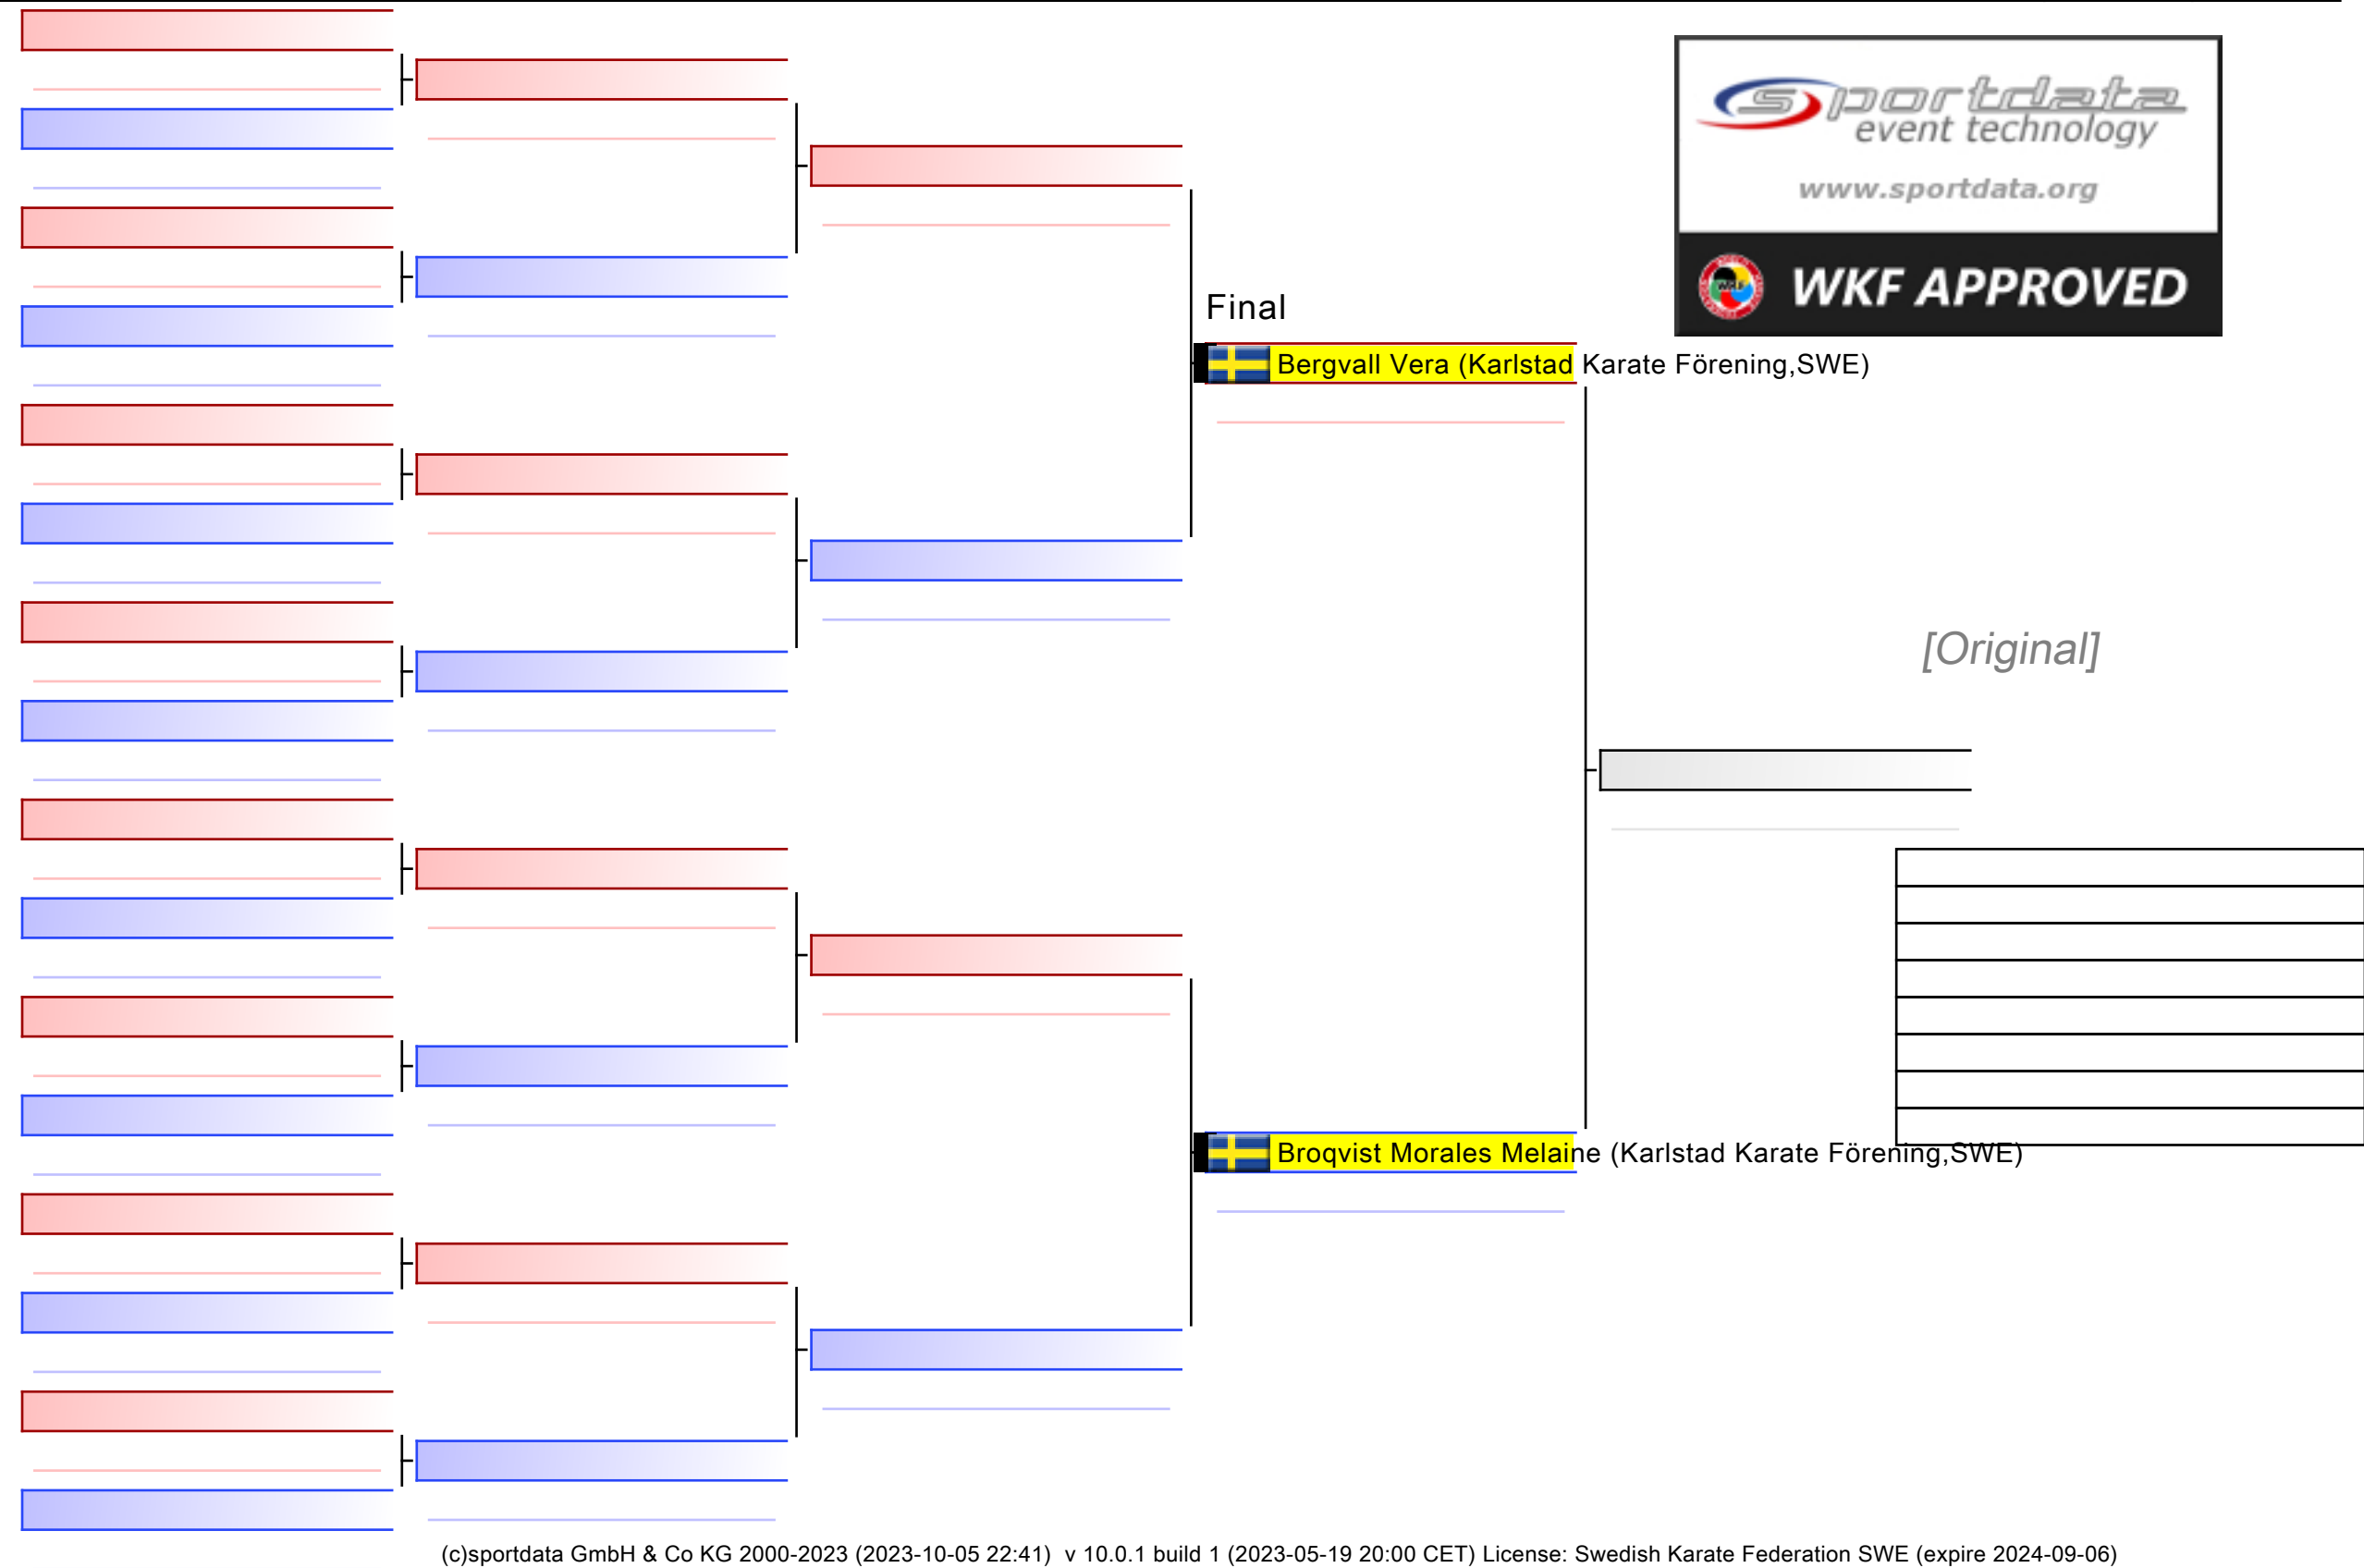 sportdata
event technology
www.sportdata.org
WKF APPROVED
Final
Bergvall Vera (Karlstad Karate Förening,SWE)
[Original]
Broqvist Morales Melaine (Karlstad Karate Förening,SWE)
(c)sportdata GmbH & Co KG 2000-2023 (2023-10-05 22:41) v 10.0.1 build 1 (2023-05-19 20:00 CET) License: Swedish Karate Federation SWE (expire 2024-09-06)